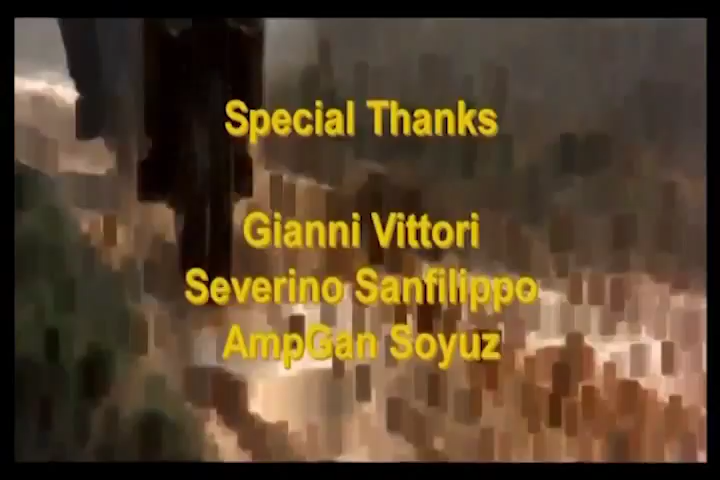 Special Thanks
Gianni Vittori
Severino Sanfilippo
AmpGan Soyuz